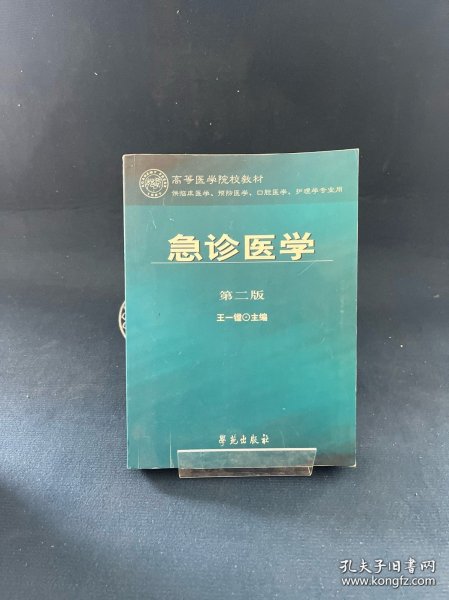 高等医学院校教材
供临床医学、预防医学、口腔医学、护理学专业用
急诊医学
第二版
王一镗⊙主编
学苑出版社
孔夫子旧书网
www.kongfz.com